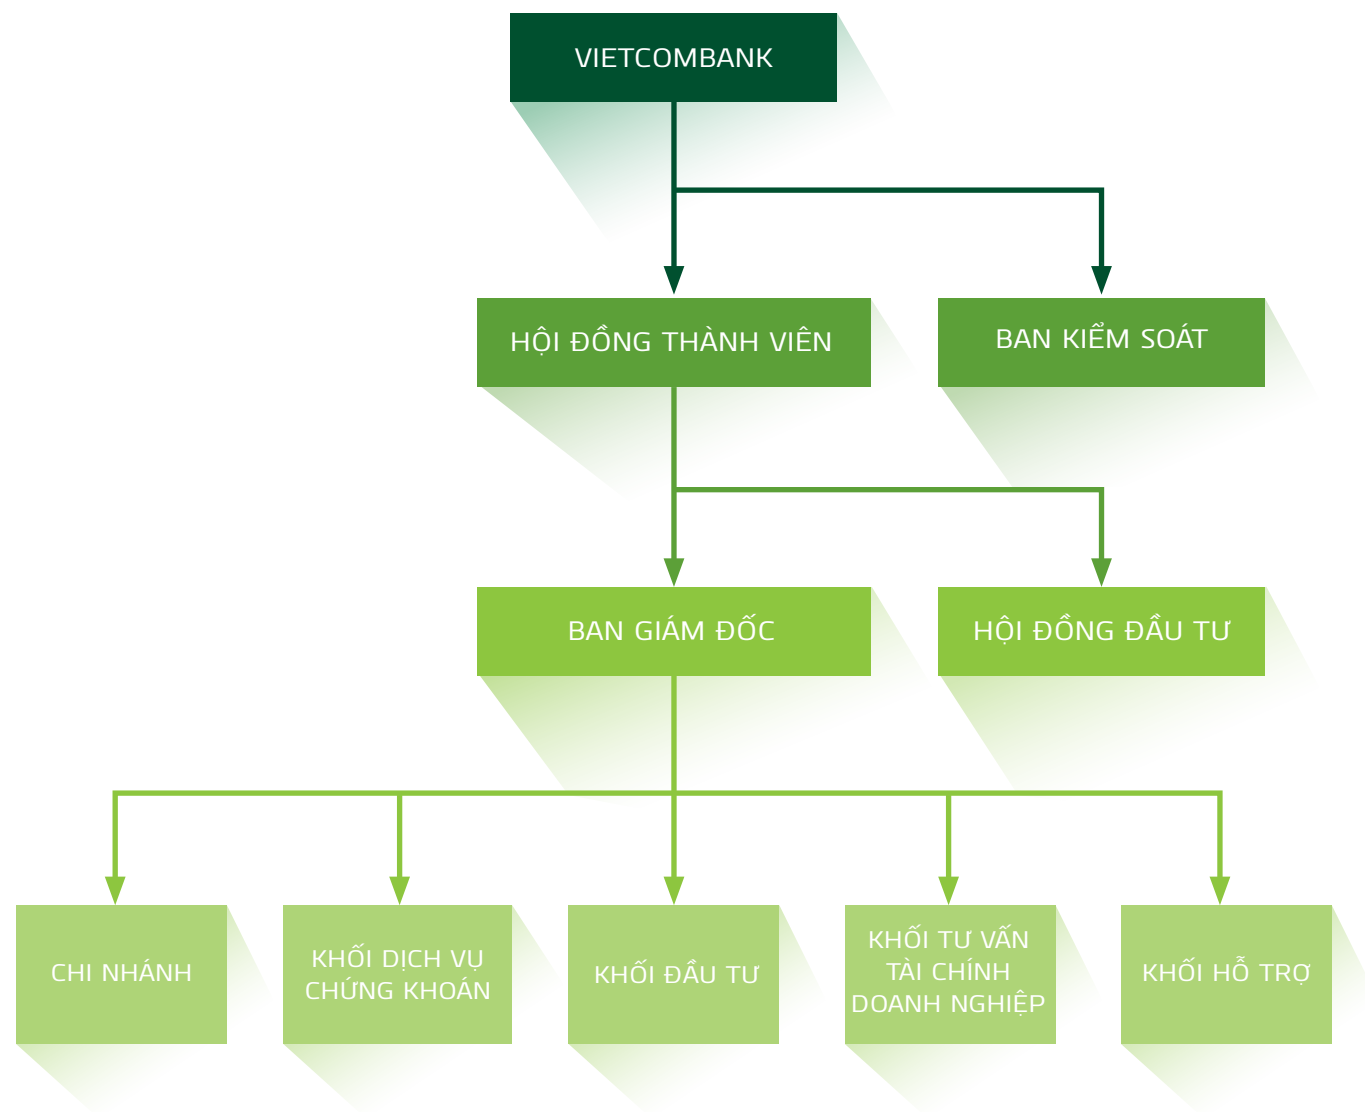 VIETCOMBANK
HỘI ĐỒNG THÀNH VIÊN
BAN KIỂM SOÁT
BAN GIÁM ĐỐC
HỘI ĐỒNG ĐẦU TƯ
CHI NHÁNH
KHỐI DỊCH VỤ
CHỨNG KHOÁN
KHỐI ĐẦU TƯ
KHỐI TƯ VẤN
TÀI CHÍNH
DOANH NGHIỆP
KHỐI HỖ TRỢ